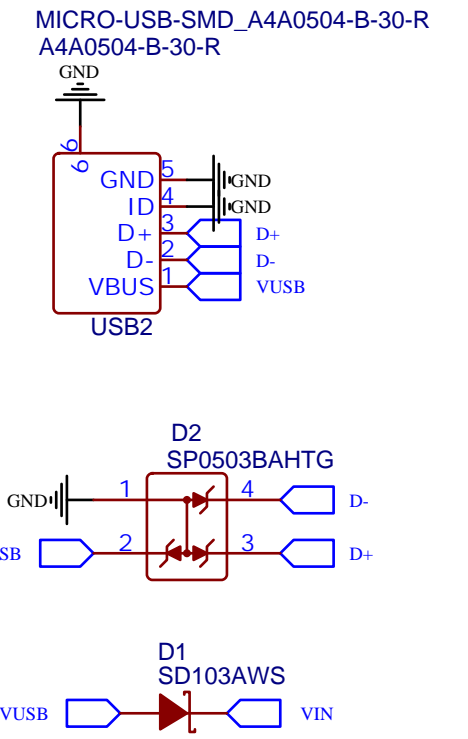 MICRO-USB-SMD_A4A0504-B-30-R
A4A0504-B-30-R
GND
6
6
GND 5 GND
ID 4 GND
D+ 3 D+
D- 2 D-
VBUS 1 VUSB
USB2
D2
SP0503BAHTG
GND 1 4 D-
SB 2 3 D+
D1
SD103AWS
VUSB VIN